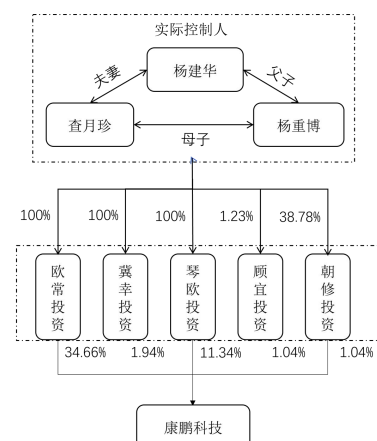 实际控制人
杨建华
夫妻
父子
查月珍
杨重博
母子
100%
100%
100%
1.23%
38.78%
欧常投资
冀幸投资
琴欧投资
顾宜投资
朝修投资
34.66%
1.94%
11.34%
1.04%
1.04%
康鹏科技